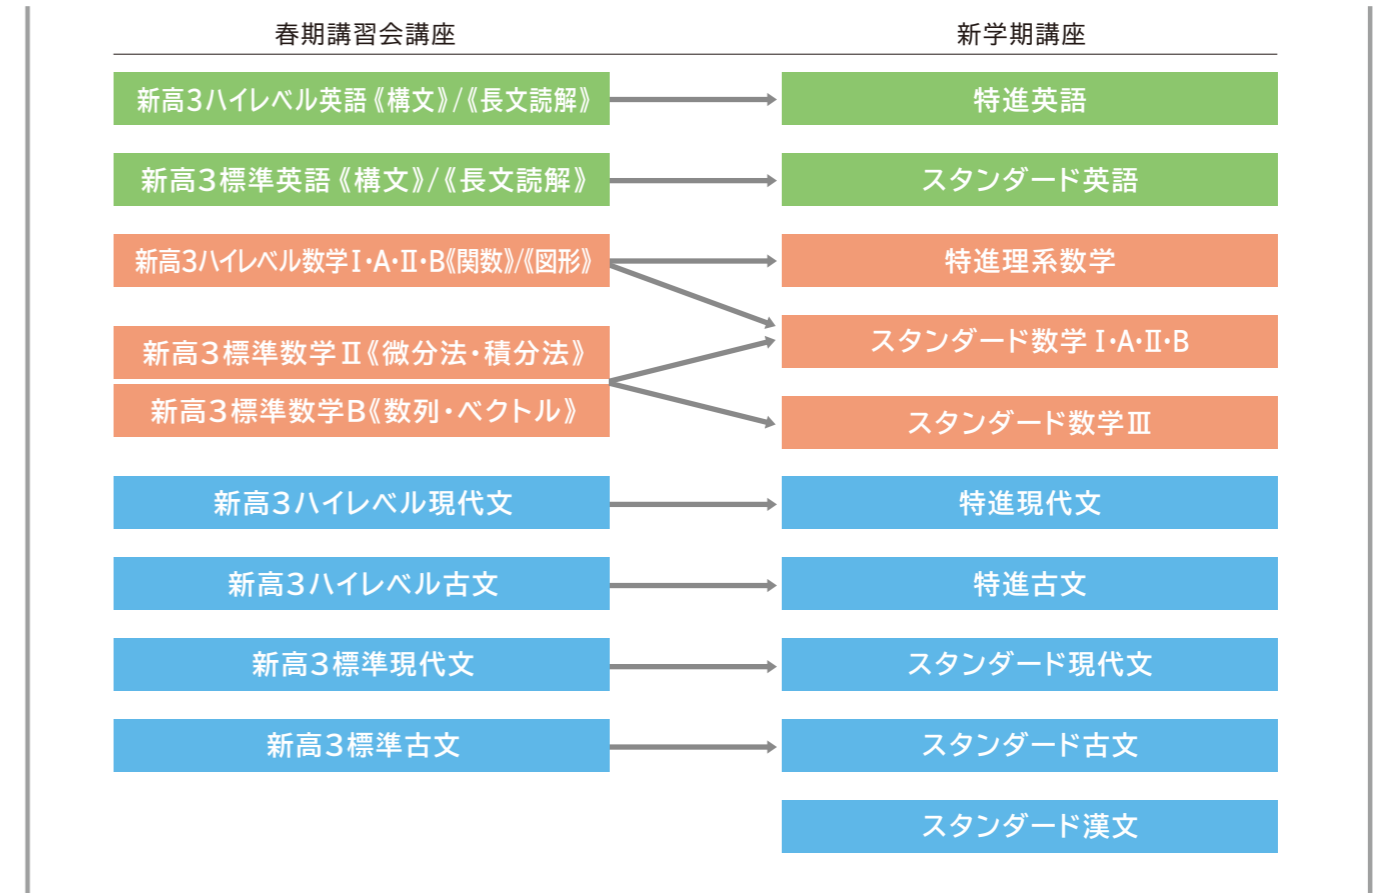 春期講習会講座 新学期講座
新高3ハイレベル英語《構文》/《長文読解》 特進英語
新高3標準英語《構文》/《長文読解》 スタンダード英語
新高3ハイレベル数学Ⅰ・A・Ⅱ・B《関数》/《図形》 特進理系数学
スタンダード数学Ⅰ・A・Ⅱ・B
新高3標準数学Ⅱ《微分法・積分法》
新高3標準数学B《数列・ベクトル》 スタンダード数学Ⅲ
新高3ハイレベル現代文 特進現代文
新高3ハイレベル古文 特進古文
新高3標準現代文 スタンダード現代文
新高3標準古文 スタンダード古文
スタンダード漢文